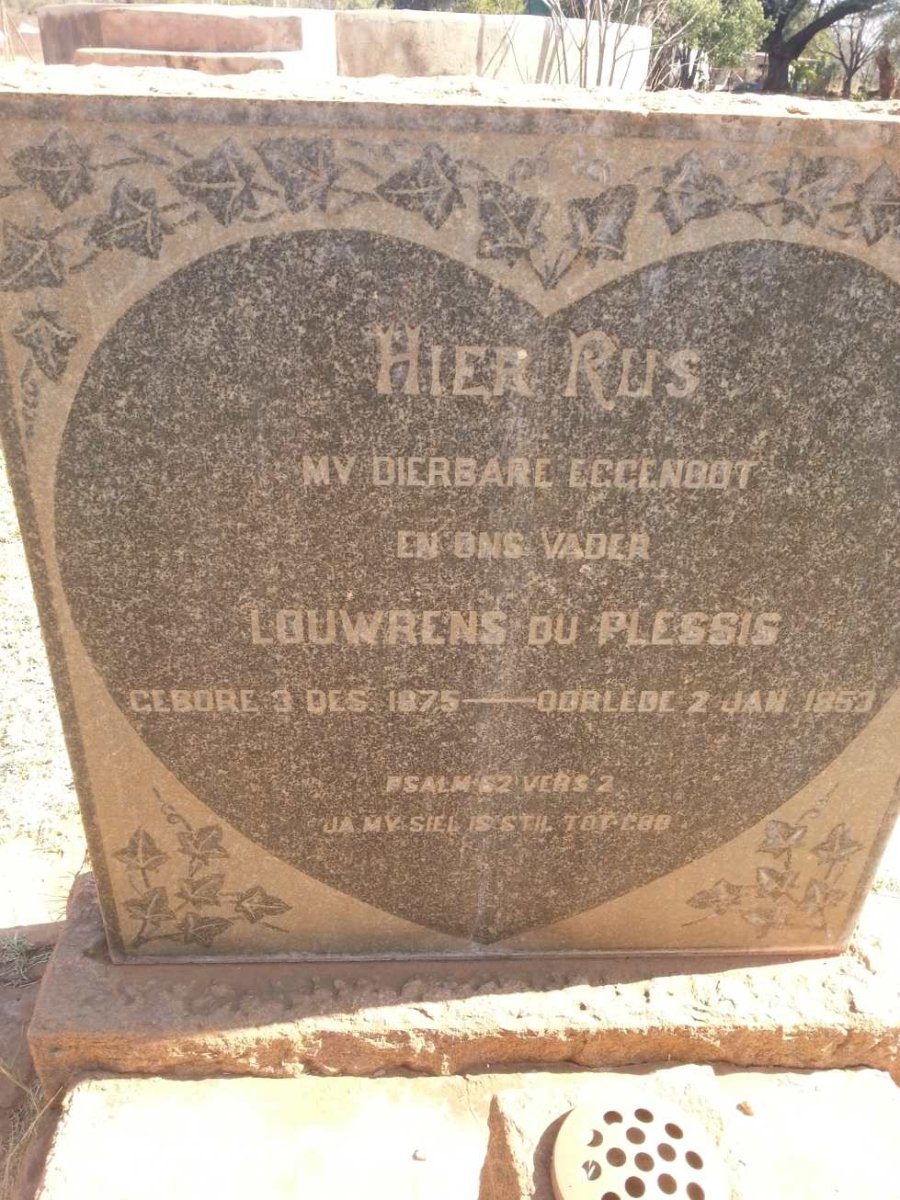 HIER RUS
MY DIERBARE EGGENOOT
EN ONS VADER
LOUWRENS DU PLESSIS
GEBORE 3 DES 1875 — OORLEDE 2 JAN 1953
PSALM 62 VERS 2
JA MY SIEL IS STIL TOT GOD